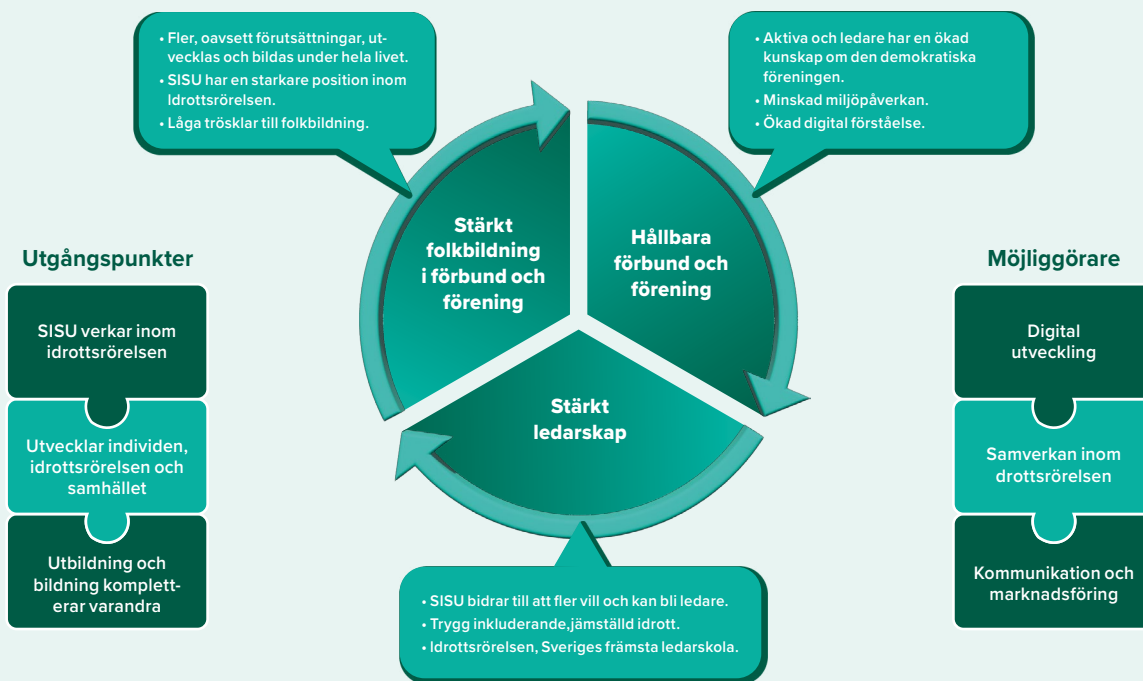 • Fler, oavsett förutsättningar, ut-
vecklas och bildas under hela livet.
• SISU har en starkare position inom
Idrottsrörelsen.
• Låga trösklar till folkbildning.
• Aktiva och ledare har en ökad
kunskap om den demokratiska
föreningen.
• Minskad miljöpåverkan.
• Ökad digital förståelse.
Stärkt
folkbildning
i förbund och
förening
Hållbara
förbund och
förening
Stärkt
ledarskap
Utgångspunkter
SISU verkar inom
idrottsrörelsen
Utvecklar individen,
idrottsrörelsen och
samhället
Utbildning och
bildning komplett-
erar varandra
Möjliggörare
Digital
utveckling
Samverkan inom
drottsrörelsen
Kommunikation och
marknadsföring
• SISU bidrar till att fler vill och kan bli ledare.
• Trygg inkluderande,jämställd idrott.
• Idrottsrörelsen, Sveriges främsta ledarskola.